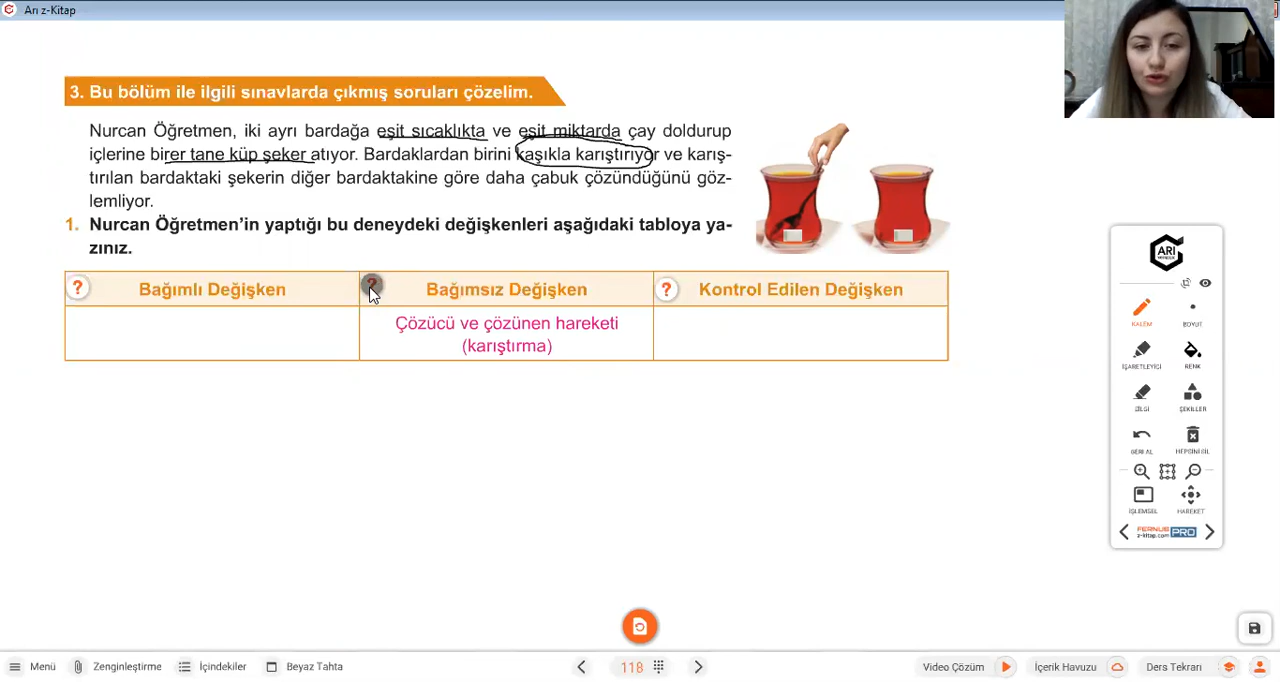 Arı z-Kitap
3. Bu bölüm ile ilgili sınavlarda çıkmış soruları çözelim.
Nurcan Öğretmen, iki ayrı bardağa eşit sıcaklıkta ve eşit miktarda çay doldurup
içlerine birer tane küp şeker atıyor. Bardaklardan birini kaşıkla karıştırıyor ve karış-
tırılan bardaktaki şekerin diğer bardaktakine göre daha çabuk çözündüğünü göz-
lemliyor.
1. Nurcan Öğretmen'in yaptığı bu deneydeki değişkenleri aşağıdaki tabloya ya-
zınız.
? Bağımlı Değişken ? Bağımsız Değişken ? Kontrol Edilen Değişken
Çözücü ve çözünen hareketi
(karıştırma)
ARI
KALEM BOYUT
İŞARETLEYİCİ RENK
SİLGİ ŞEKİLLER
GERİ AL HEPSİNİ SİL
İŞLEMSEL HAREKET
FERNUS
z-kitap.com PRO
Menü Zenginleştirme İçindekiler Beyaz Tahta 118 Video Çözüm İçerik Havuzu Ders Tekrarı